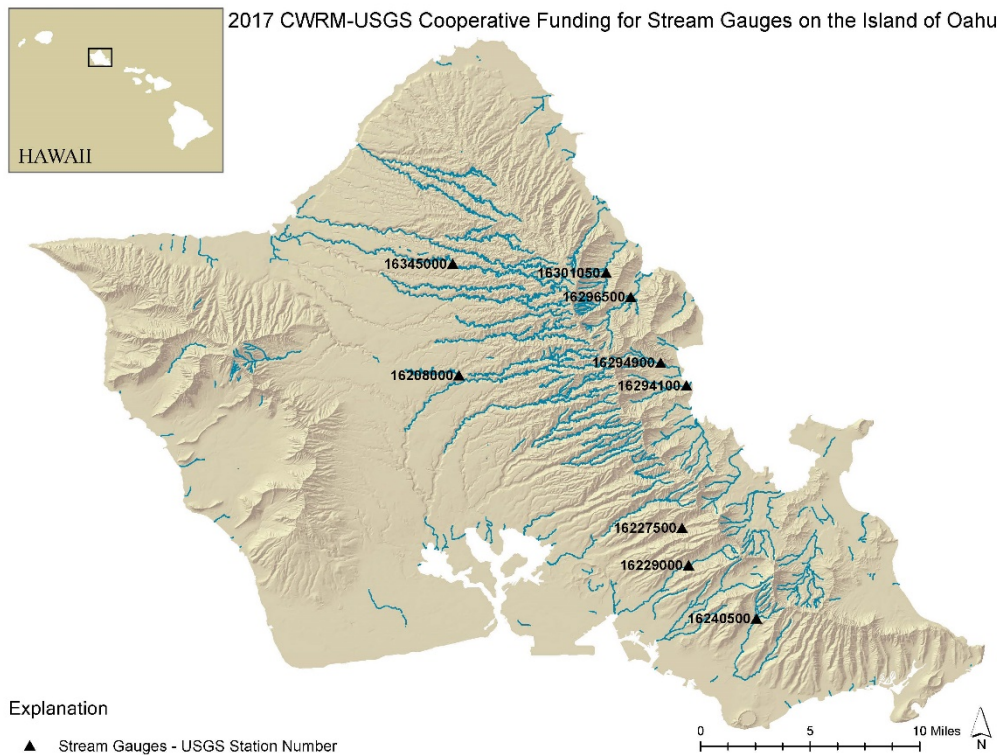 2017 CWRM-USGS Cooperative Funding for Stream Gauges on the Island of Oahu
HAWAII
16345000
16301050
16296500
16294900
16208000
16294100
16227500
16229000
16240500
Explanation
Stream Gauges - USGS Station Number
0 5 10 Miles
N